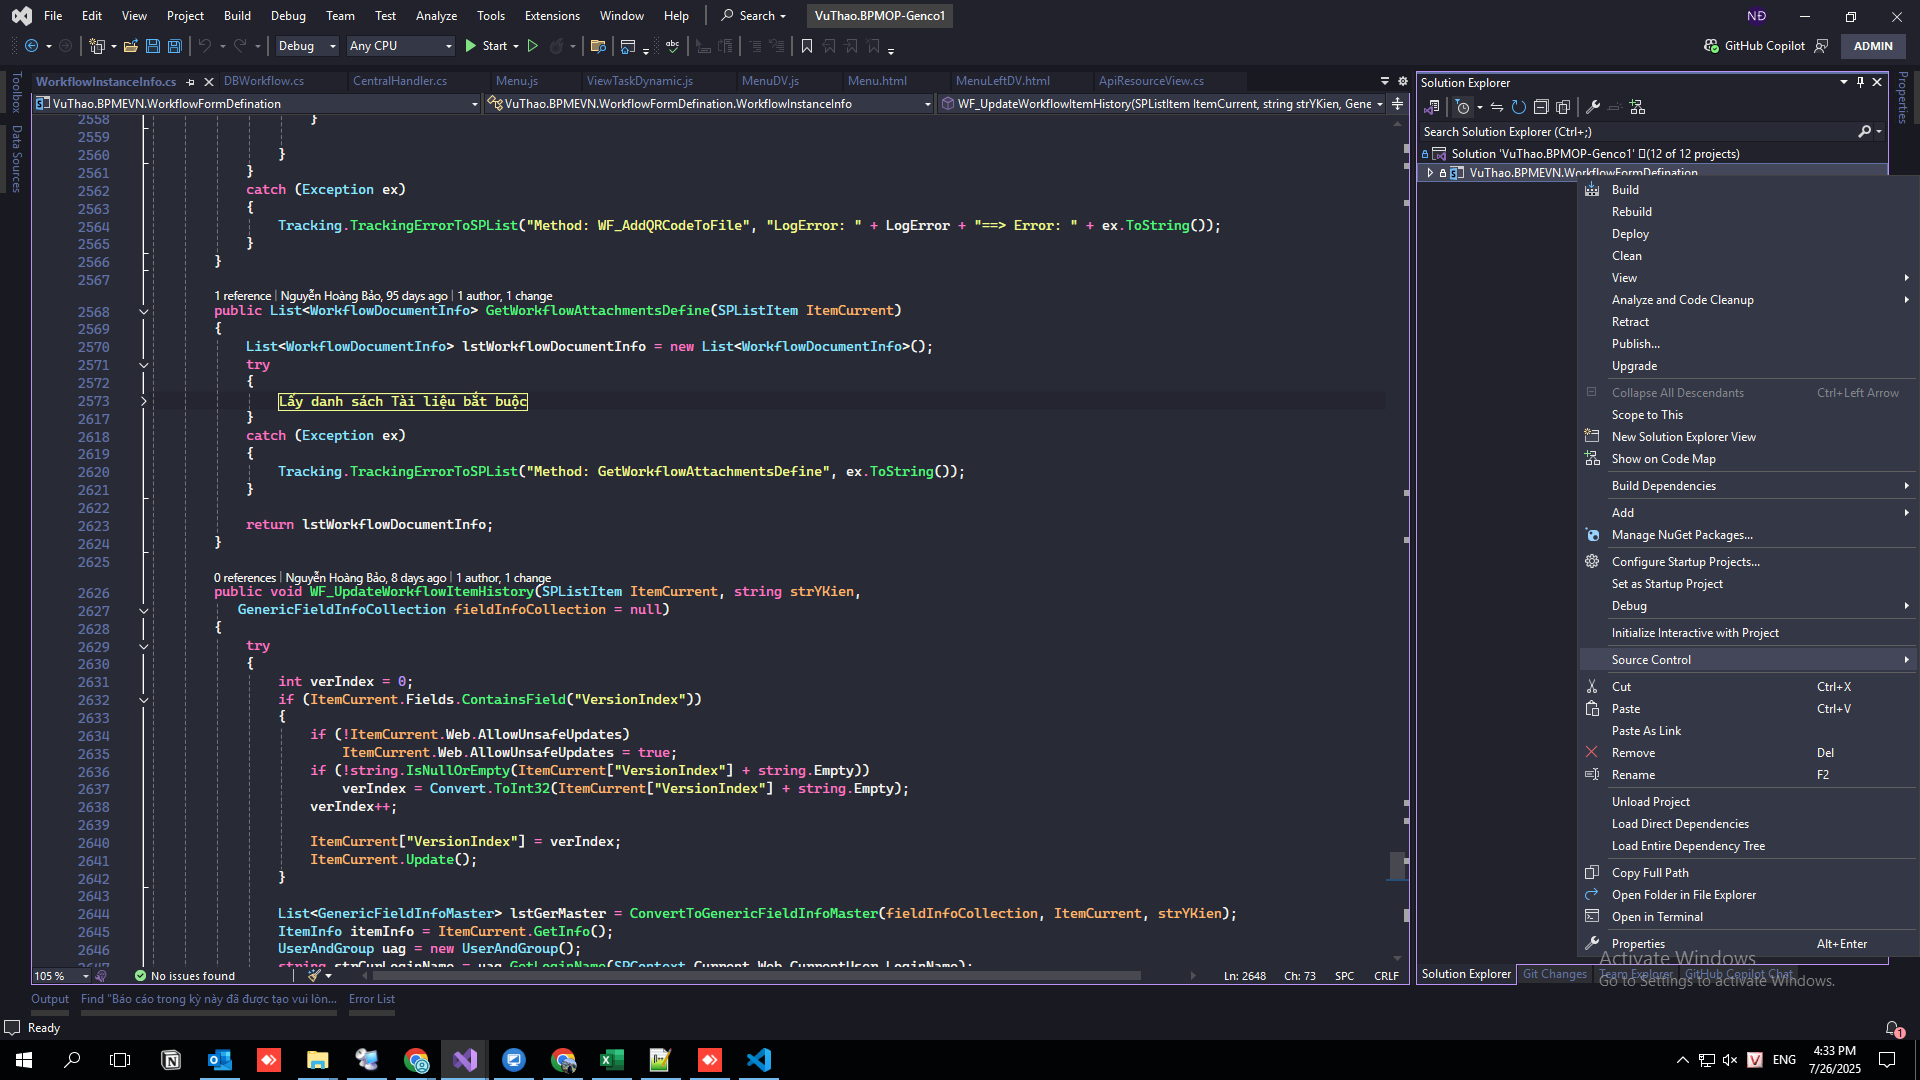 File Edit View Project Build Debug Team Test Analyze Tools Extensions Window Help Search VuThao.BPMOP-Genco1 NĐ
Debug Any CPU Start GitHub Copilot ADMIN
WorkflowInstanceInfo.cs DBWorkflow.cs CentralHandler.cs Menu.js ViewTaskDynamic.js MenuDV.js Menu.html MenuLeftDV.html ApiResourceView.cs
VuThao.BPMEVN.WorkflowFormDefination VuThao.BPMEVN.WorkflowFormDefination.WorkflowInstanceInfo WF_UpdateWorkflowItemHistory(SPListItem ItemCurrent, string strYKien, Gene
Toolbox
Data Sources
2558 }
2559
2560 }
2561 }
2562 catch (Exception ex)
2563 {
2564 Tracking.TrackingErrorToSPList("Method: WF_AddQRCodeToFile", "LogError: " + LogError + "==> Error: " + ex.ToString());
2565 }
2566 }
2567
1 reference | Nguyễn Hoàng Bảo, 95 days ago | 1 author, 1 change
2568 public List<WorkflowDocumentInfo> GetWorkflowAttachmentsDefine(SPListItem ItemCurrent)
2569 {
2570 List<WorkflowDocumentInfo> lstWorkflowDocumentInfo = new List<WorkflowDocumentInfo>();
2571 try
2572 {
2573 Lấy danh sách Tài liệu bắt buộc
2617 }
2618 catch (Exception ex)
2619 {
2620 Tracking.TrackingErrorToSPList("Method: GetWorkflowAttachmentsDefine", ex.ToString());
2621 }
2622
2623 return lstWorkflowDocumentInfo;
2624 }
2625
0 references | Nguyễn Hoàng Bảo, 8 days ago | 1 author, 1 change
2626 public void WF_UpdateWorkflowItemHistory(SPListItem ItemCurrent, string strYKien,
2627 GenericFieldInfoCollection fieldInfoCollection = null)
2628 {
2629 try
2630 {
2631 int verIndex = 0;
2632 if (ItemCurrent.Fields.ContainsField("VersionIndex"))
2633 {
2634 if (!ItemCurrent.Web.AllowUnsafeUpdates)
2635 ItemCurrent.Web.AllowUnsafeUpdates = true;
2636 if (!string.IsNullOrEmpty(ItemCurrent["VersionIndex"] + string.Empty))
2637 verIndex = Convert.ToInt32(ItemCurrent["VersionIndex"] + string.Empty);
2638 verIndex++;
2639
2640 ItemCurrent["VersionIndex"] = verIndex;
2641 ItemCurrent.Update();
2642 }
2643
2644 List<GenericFieldInfoMaster> lstGerMaster = ConvertToGenericFieldInfoMaster(fieldInfoCollection, ItemCurrent, strYKien);
2645 ItemInfo itemInfo = ItemCurrent.GetInfo();
2646 UserAndGroup uag = new UserAndGroup();
2647 string strCurLoginName = uag.GetLoginName(SPContext.Current.Web.CurrentUser.LoginName);
105 % No issues found Ln: 2648 Ch: 73 SPC CRLF
Output Find "Báo cáo trong kỳ này đã được tạo vui lòn... Error List
Ready
Solution Explorer
Properties
Search Solution Explorer (Ctrl+;)
Solution 'VuThao.BPMOP-Genco1' (12 of 12 projects)
VuThao.BPMEVN.WorkflowFormDefination
Build
Rebuild
Deploy
Clean
View
Analyze and Code Cleanup
Retract
Publish...
Upgrade
Collapse All Descendants Ctrl+Left Arrow
Scope to This
New Solution Explorer View
Show on Code Map
Build Dependencies
Add
Manage NuGet Packages...
Configure Startup Projects...
Set as Startup Project
Debug
Initialize Interactive with Project
Source Control
Cut Ctrl+X
Paste Ctrl+V
Paste As Link
Remove Del
Rename F2
Unload Project
Load Direct Dependencies
Load Entire Dependency Tree
Copy Full Path
Open Folder in File Explorer
Open in Terminal
Properties Alt+Enter
Activate Windows
Go to Settings to activate Windows.
Solution Explorer Git Changes Team Explorer GitHub Copilot Chat
1
ENG 4:33 PM
7/26/2025